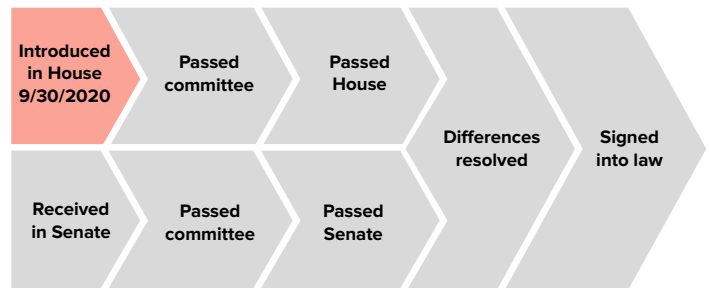 Introduced
in House
9/30/2020
Passed
committee
Passed
House
Differences
resolved
Signed
into law
Received
in Senate
Passed
committee
Passed
Senate